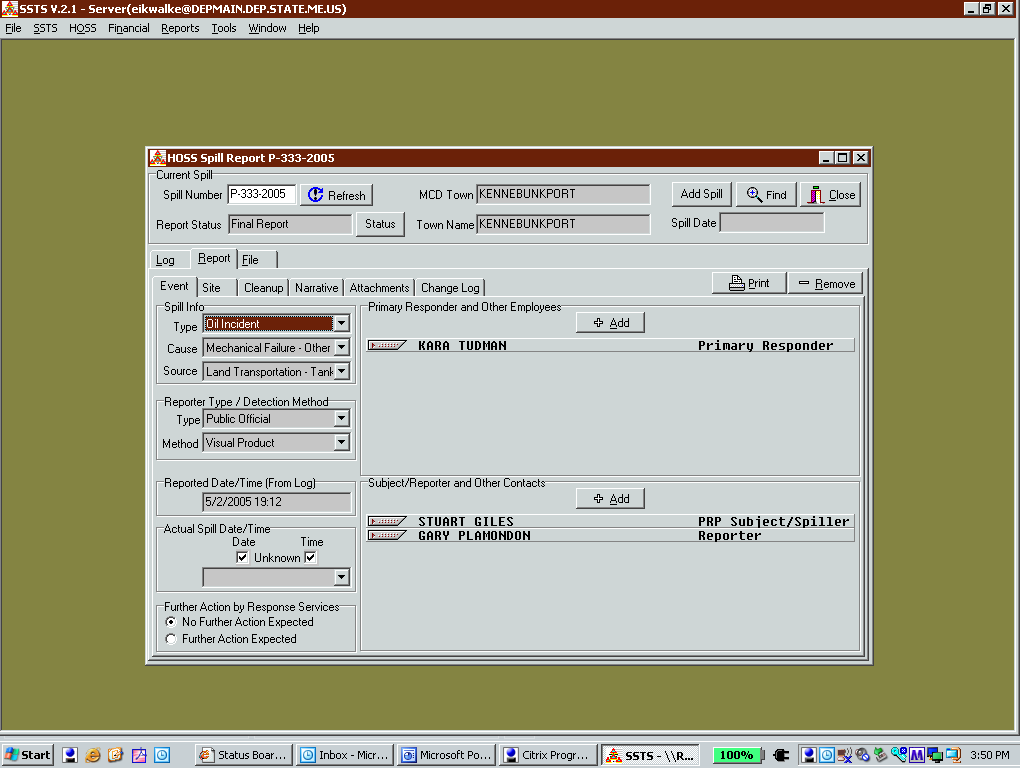 SSTS V.2.1 - Server(eikwalke@DEPMAIN.DEP.STATE.ME.US)
File SSTS HOSS Financial Reports Tools Window Help
HOSS Spill Report P-333-2005
Current Spill
Spill Number P-333-2005 Refresh MCD Town KENNEBUNKPORT Add Spill Find Close
Report Status Final Report Status Town Name KENNEBUNKPORT Spill Date
Log Report File
Event Site Cleanup Narrative Attachments Change Log Print Remove
Spill Info
Type Oil Incident
Cause Mechanical Failure - Other
Source Land Transportation - Tank
Reporter Type / Detection Method
Type Public Official
Method Visual Product
Reported Date/Time (From Log)
5/2/2005 19:12
Actual Spill Date/Time
Date Time
Unknown
Further Action by Response Services
No Further Action Expected
Further Action Expected
Primary Responder and Other Employees
Add
KARA TUDMAN Primary Responder
Subject/Reporter and Other Contacts
Add
STUART GILES PRP Subject/Spiller
GARY PLAMONDON Reporter
Start Status Boar... Inbox - Micr... Microsoft Po... Citrix Progr... SSTS - \\R... 100% 3:50 PM